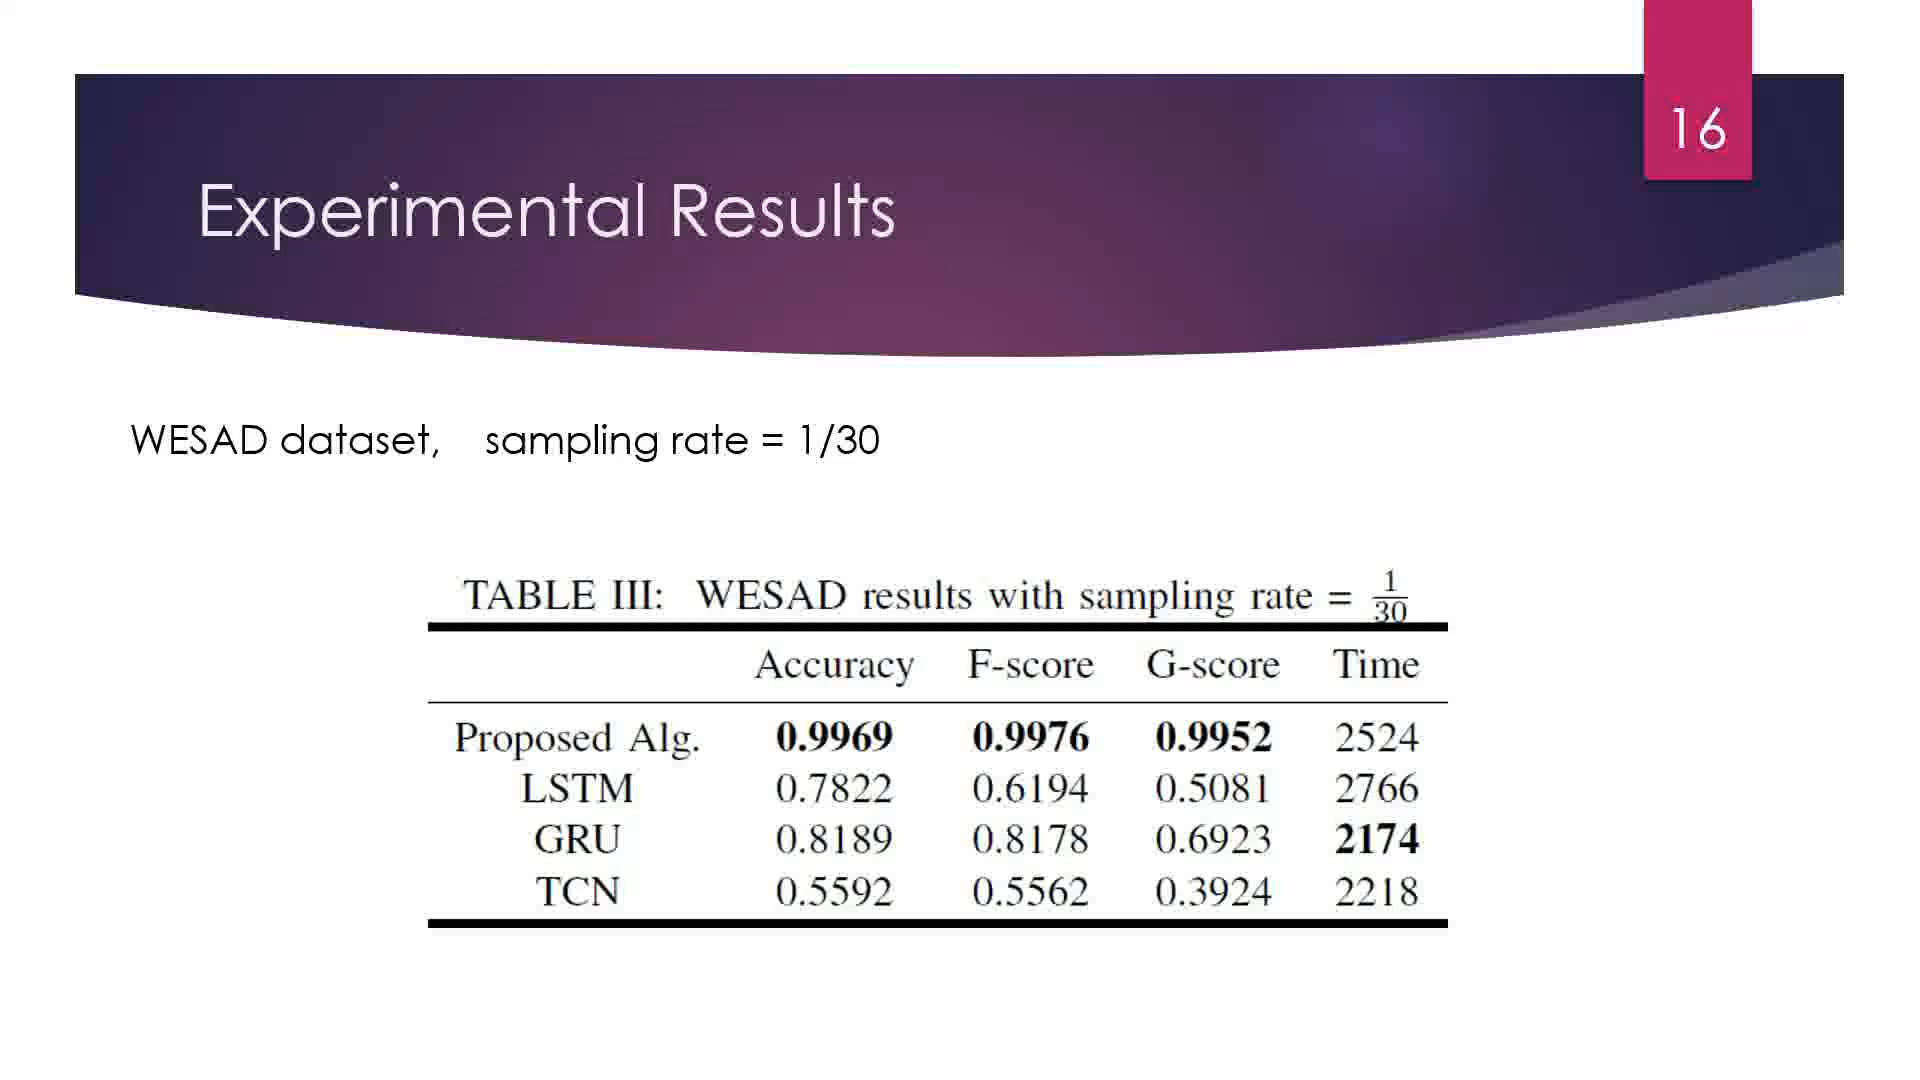 16
Experimental Results
WESAD dataset, sampling rate = 1/30
TABLE III: WESAD results with sampling rate = 1/30
Accuracy F-score G-score Time
Proposed Alg. 0.9969 0.9976 0.9952 2524
LSTM 0.7822 0.6194 0.5081 2766
GRU 0.8189 0.8178 0.6923 2174
TCN 0.5592 0.5562 0.3924 2218